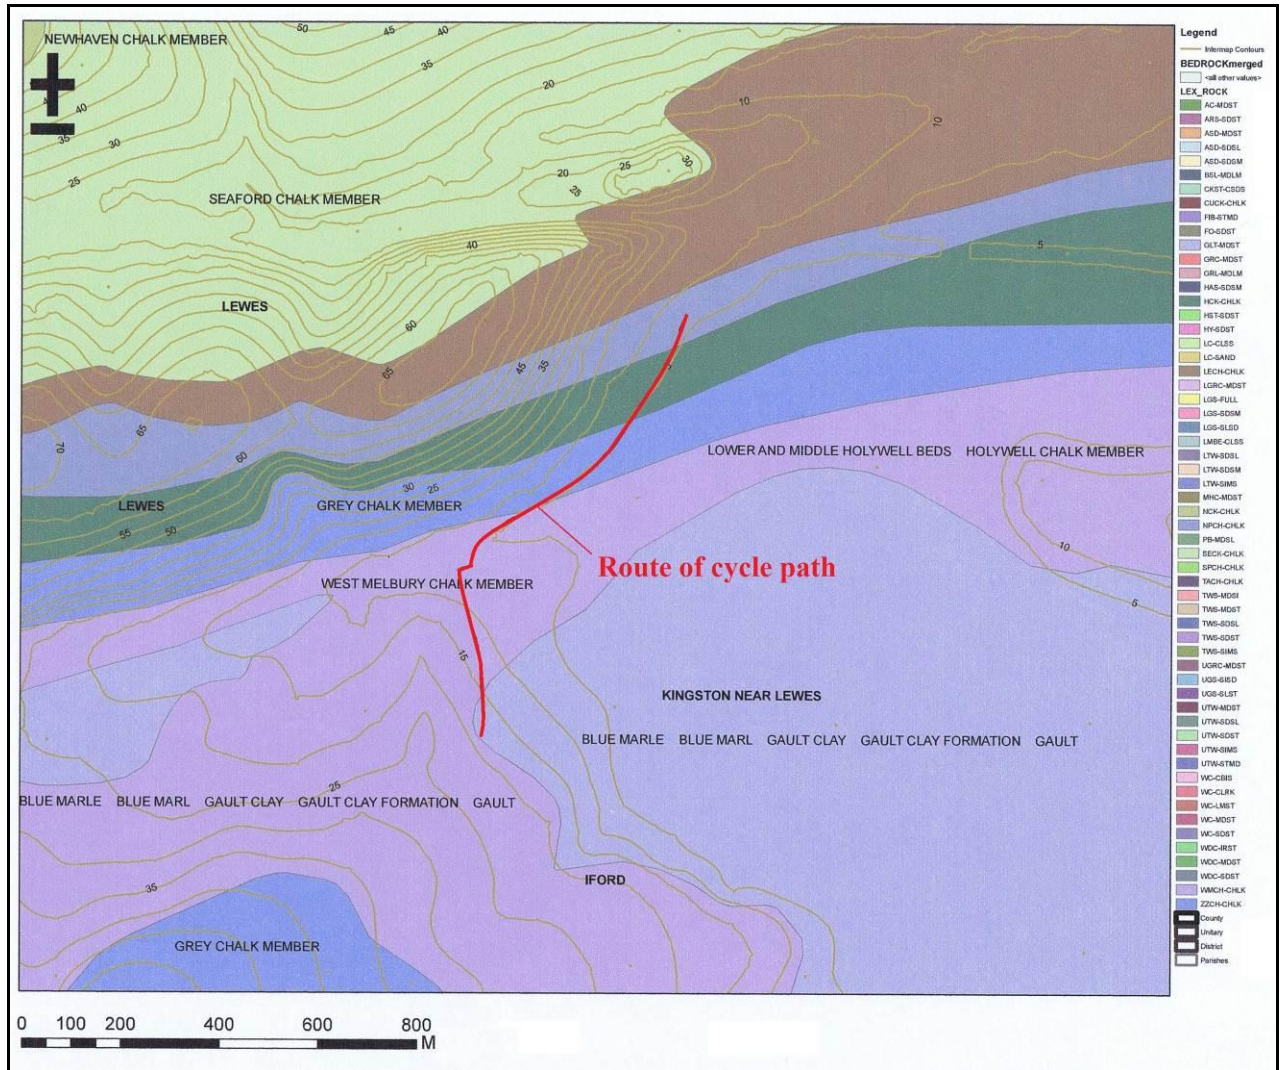 NEWHAVEN CHALK MEMBER
50
45
40
35
20
10
10
40
35
30
25
SEAFORD CHALK MEMBER
20
25
30
25
40
5
LEWES
60
65
45
35
5
65
70
60
LOWER AND MIDDLE HOLYWELL BEDS HOLYWELL CHALK MEMBER
30
25
LEWES
GREY CHALK MEMBER
55
50
10
Route of cycle path
WEST MELBURY CHALK MEMBER
5
15
KINGSTON NEAR LEWES
BLUE MARLE BLUE MARL GAULT CLAY GAULT CLAY FORMATION GAULT
25
BLUE MARLE BLUE MARL GAULT CLAY GAULT CLAY FORMATION GAULT
IFORD
35
GREY CHALK MEMBER
0 100 200 400 600 800
M
Legend
Intermap Contours
BEDROCKmerged
<all other values>
LEX_ROCK
AC-MDST
ARS-SDST
ASD-MDST
ASD-SDSL
ASD-SDSM
BSL-MDLM
CKST-CSDS
CUCK-CHLK
FIB-STMD
FO-SDST
GLT-MDST
GRC-MDST
GRL-MDLM
HAS-SDSM
HCK-CHLK
HST-SDST
HY-SDST
LC-CLSS
LC-SAND
LECH-CHLK
LGRC-MDST
LGS-FULL
LGS-SDSM
LGS-SLSD
LMBE-CLSS
LTW-SDSL
LTW-SDSM
LTW-SIMS
MHC-MDST
NCK-CHLK
NPCH-CHLK
PB-MDSL
SECK-CHLK
SPCH-CHLK
TACH-CHLK
TWS-MDSI
TWS-MDST
TWS-SDSL
TWS-SDST
TWS-SIMS
UGRC-MDST
UGS-SISD
UGS-SLST
UTW-MDST
UTW-SDSL
UTW-SDST
UTW-SIMS
UTW-STMD
WC-CBIS
WC-CLRK
WC-LMST
WC-MDST
WC-SDST
WDC-IRST
WDC-MDST
WDC-SDST
WMCH-CHLK
ZZCH-CHLK
County
Unitary
District
Parishes